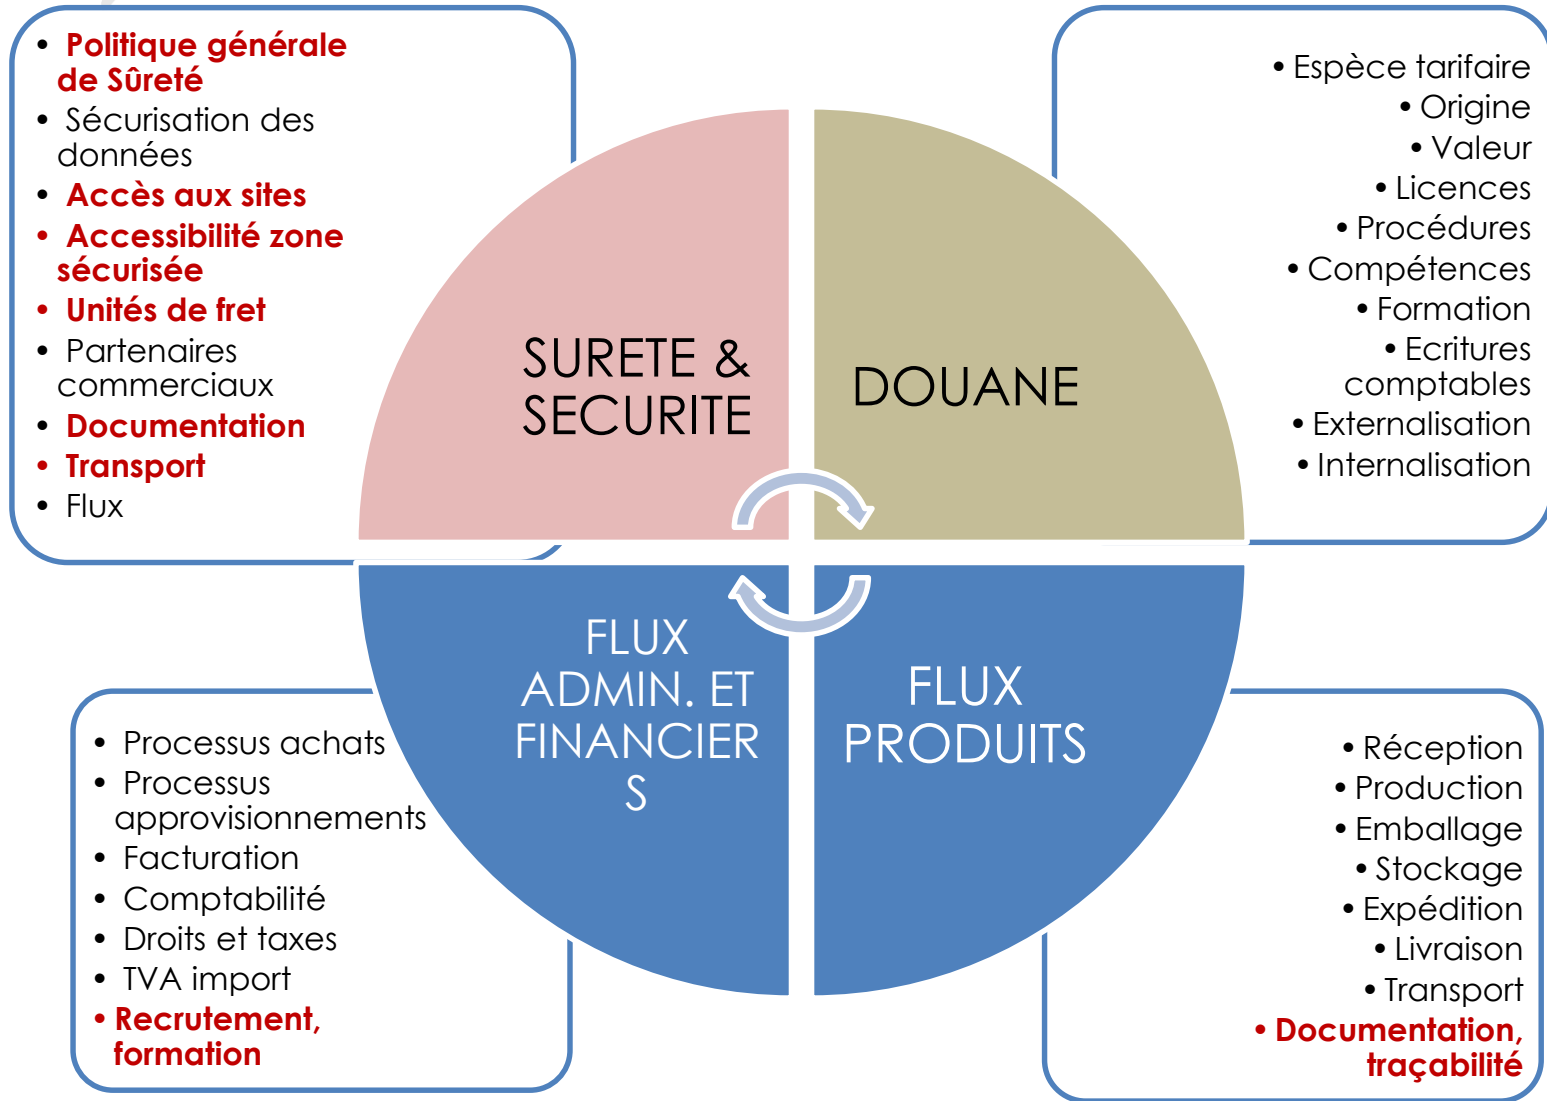 • Politique générale
de Sûreté
• Sécurisation des
données
• Accès aux sites
• Accessibilité zone
sécurisée
• Unités de fret
• Partenaires
commerciaux
• Documentation
• Transport
• Flux
SURETE &
SECURITE
DOUANE
• Espèce tarifaire
• Origine
• Valeur
• Licences
• Procédures
• Compétences
• Formation
• Ecritures
comptables
• Externalisation
• Internalisation
FLUX
ADMIN. ET
FINANCIER
S
FLUX
PRODUITS
• Processus achats
• Processus
approvisionnements
• Facturation
• Comptabilité
• Droits et taxes
• TVA import
• Recrutement,
formation
• Réception
• Production
• Emballage
• Stockage
• Expédition
• Livraison
• Transport
• Documentation,
traçabilité